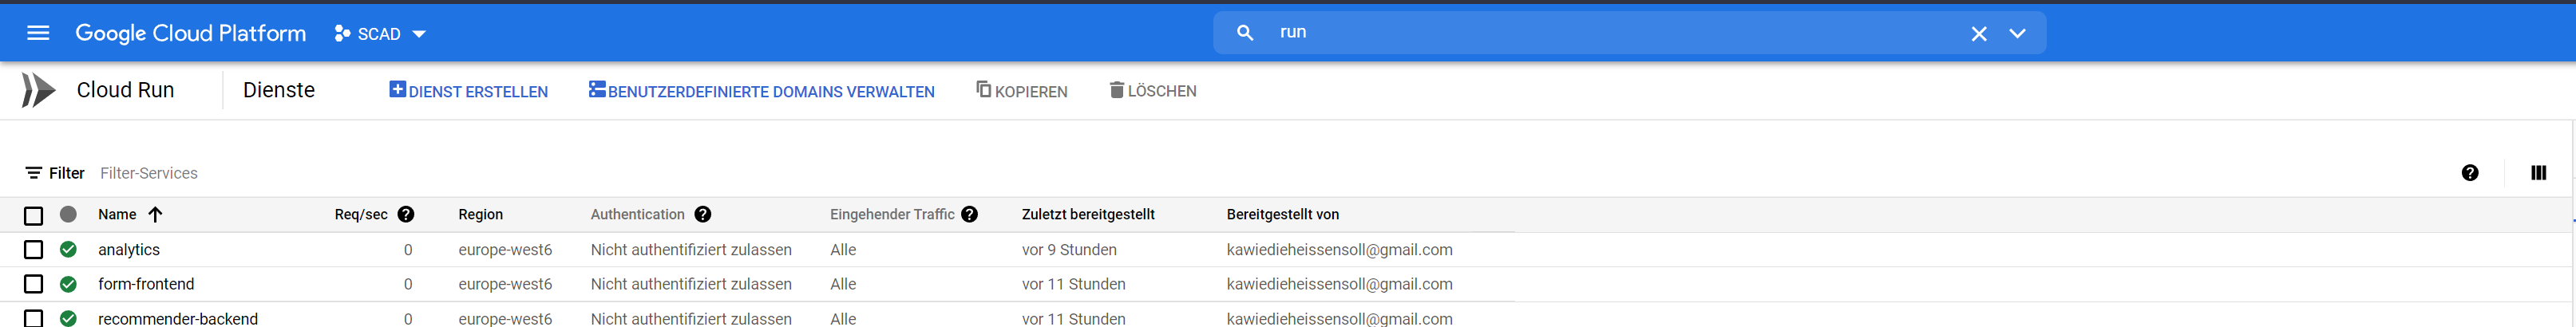 Google Cloud Platform SCAD run
Cloud Run Dienste DIENST ERSTELLEN BENUTZERDEFINIERTE DOMAINS VERWALTEN KOPIEREN LÖSCHEN
Filter Filter-Services
Name Req/sec Region Authentication Eingehender Traffic Zuletzt bereitgestellt Bereitgestellt von
analytics 0 europe-west6 Nicht authentifiziert zulassen Alle vor 9 Stunden kawiedieheissensoll@gmail.com
form-frontend 0 europe-west6 Nicht authentifiziert zulassen Alle vor 11 Stunden kawiedieheissensoll@gmail.com
recommender-backend 0 europe-west6 Nicht authentifiziert zulassen Alle vor 11 Stunden kawiedieheissensoll@gmail.com